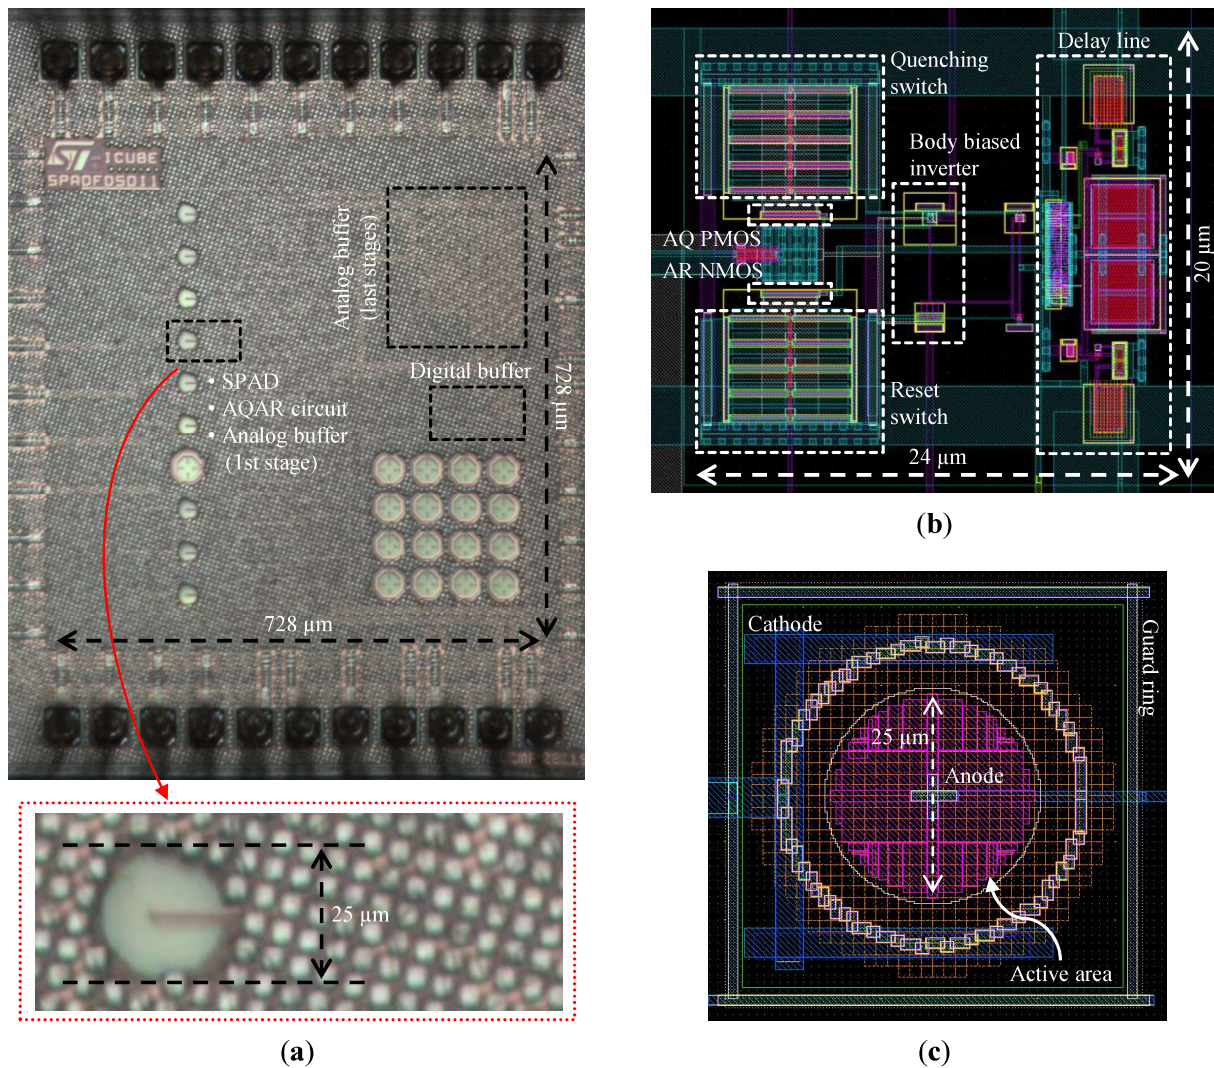 ST -ICUBE
SPADFDSO11
Analog buffer
(last stages)
Digital buffer
728 μm
• SPAD
• AQAR circuit
• Analog buffer
(1st stage)
728 μm
25 μm
(a)
Quenching
switch
Delay line
Body biased
inverter
AQ PMOS
AR NMOS
20 μm
Reset
switch
24 μm
(b)
Cathode
Guard ring
25 μm
Anode
Active area
(c)